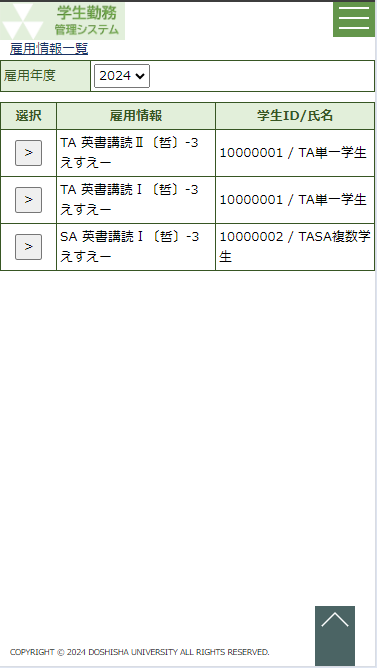 学生勤務
管理システム
雇用情報一覧
雇用年度 2024
選択 雇用情報 学生ID/氏名
> TA 英書講読Ⅱ〔哲〕-3 えすえー 10000001 / TA単一学生
> TA 英書講読Ⅰ〔哲〕-3 えすえー 10000001 / TA単一学生
> SA 英書講読Ⅰ〔哲〕-3 えすえー 10000002 / TASA複数学生
COPYRIGHT © 2024 DOSHISHA UNIVERSITY ALL RIGHTS RESERVED.